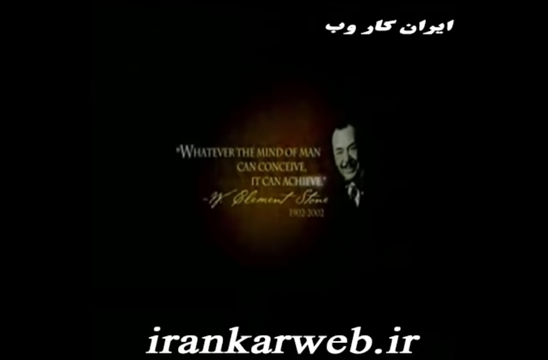 ایران کار وب
"WHATEVER THE MIND OF MAN
CAN CONCEIVE,
IT CAN ACHIEVE."
-W. Clement Stone
1902-2002
irankarweb.ir